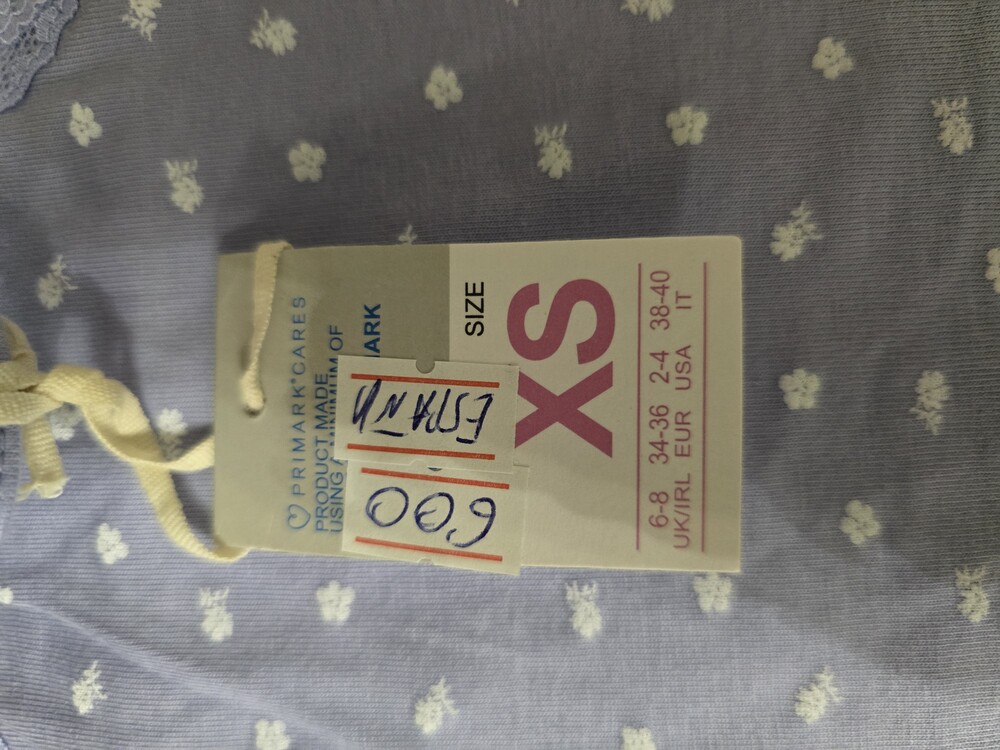 PRIMARK® CARES
PRODUCT MADE
USING A MINIMUM OF
ARK
ESPAÑA
600
SIZE
XS
6-8 34-36 2-4 38-40
UK/IRL EUR USA IT